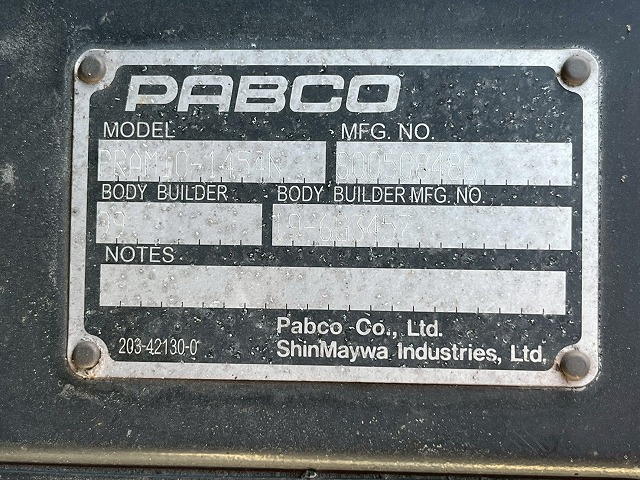 PABCO
MODEL MFG. NO.
BODY BUILDER BODY BUILDER MFG. NO.
99
NOTES
Pabco Co., Ltd.
203-42130-0 ShinMaywa Industries, Ltd,